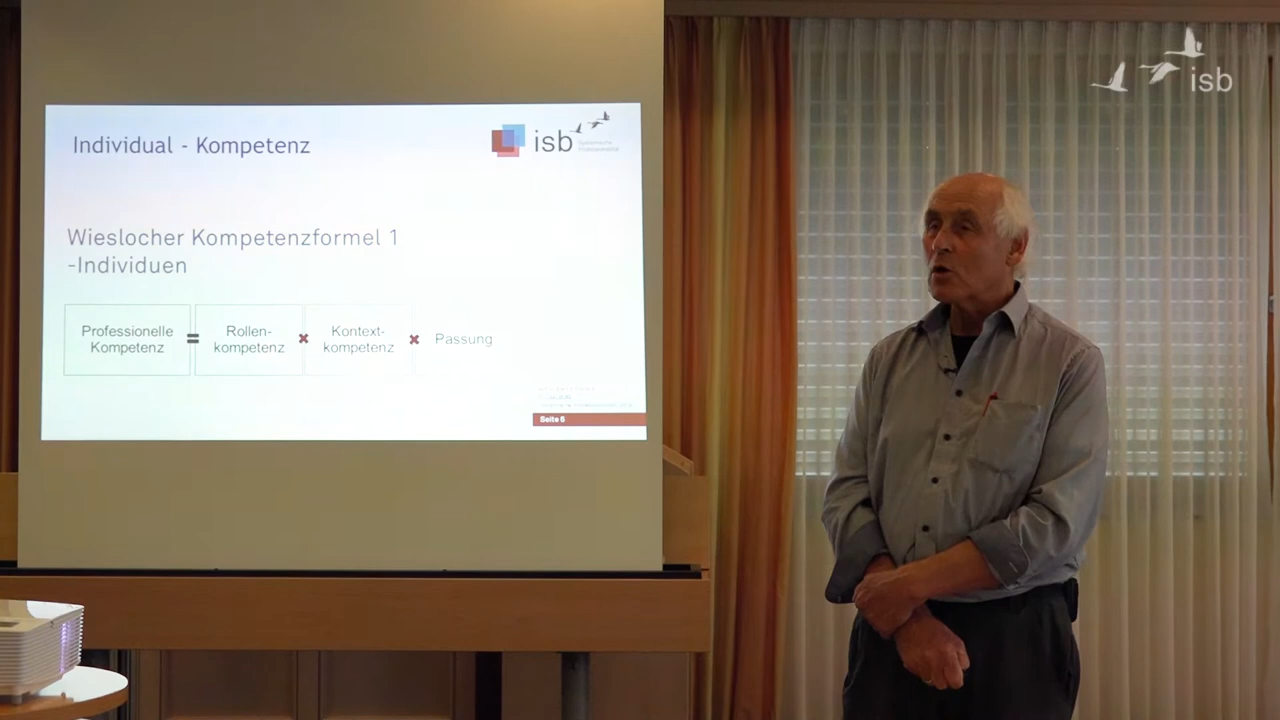 isb
Individual - Kompetenz
isb
Wieslocher Kompetenzformel 1
-Individuen
Professionelle
Kompetenz
=
Rollen-
kompetenz
×
Kontext-
kompetenz
×
Passung
Seite 6